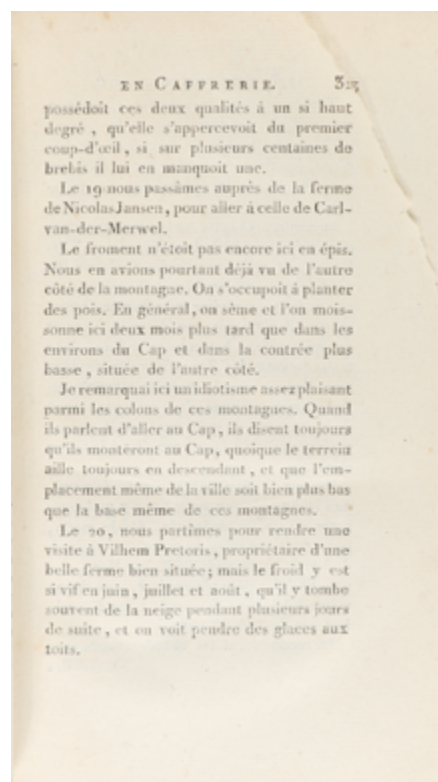 EN CAFFRERIE.
possédoit ces deux qualités à un si haut
degré, qu'elle s'appercevoit du premier
coup-d'œil, si sur plusieurs centaines de
brebis il lui en manquoit une.
Le 19 nous passâmes auprès de la ferme
de Nicolas Jansen, pour aller à celle de Carl-
van-der-Merwel.
Le froment n'étoit pas encore ici en épis.
Nous en avions pourtant déjà vu de l'autre
côté de la montagne. On s'occupoit à planter
des pois. En général, on sème et l'on mois-
sonne ici deux mois plus tard que dans les
environs du Cap et dans la contrée plus
basse, située de l'autre côté.
Je remarquai ici un idiotisme assez plaisant
parmi les colons de ces montagnes. Quand
ils parlent d'aller au Cap, ils disent toujours
qu'ils montéront au Cap, quoique le terrein
aille toujours en descendant, et que l'em-
placement même de la ville soit bien plus bas
que la base même de ces montagnes.
Le 20, nous partîmes pour rendre une
visite à Vilhem Pretoris, propriétaire d'une
belle ferme bien située; mais le froid y est
si vif en juin, juillet et août, qu'il y tombe
souvent de la neige pendant plusieurs jours
de suite, et on voit pendre des glaces aux
toits.